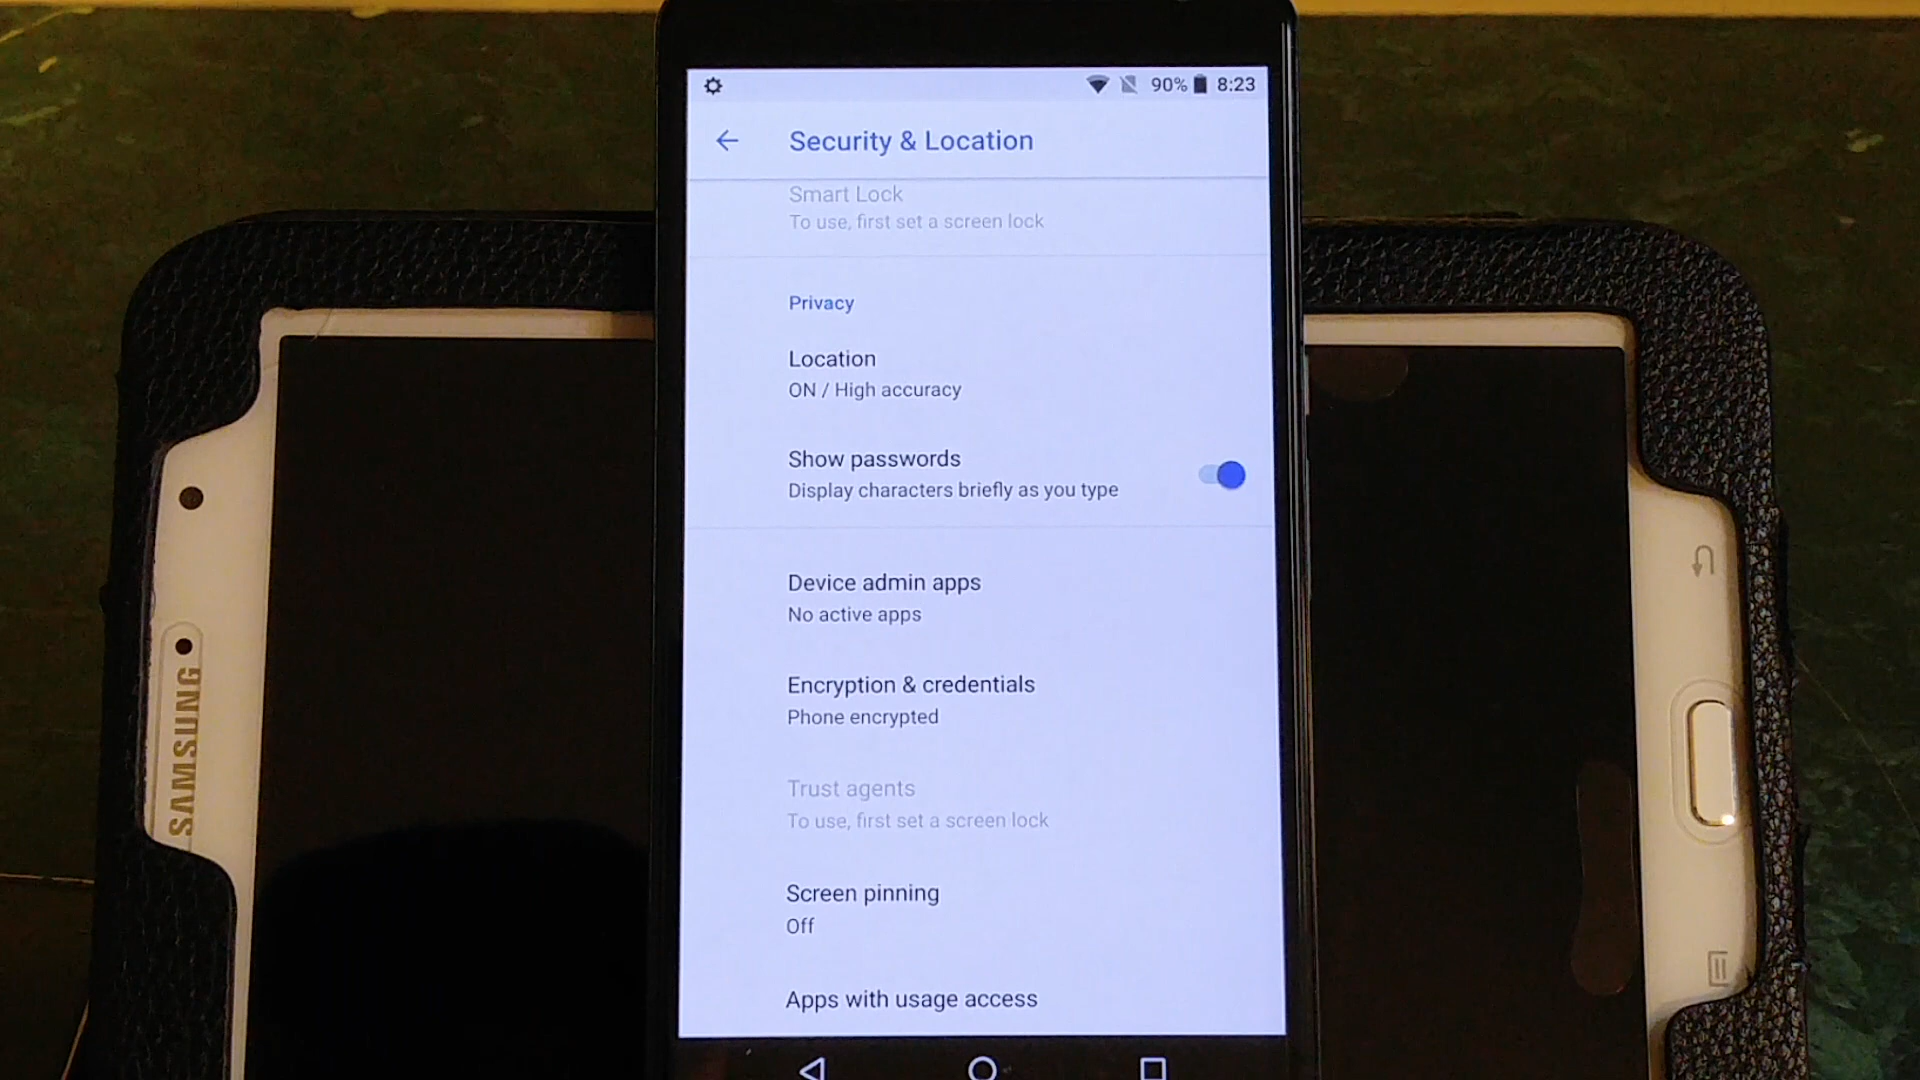 90% 8:23
Security & Location
Smart Lock
To use, first set a screen lock
Privacy
Location
ON / High accuracy
Show passwords
Display characters briefly as you type
Device admin apps
No active apps
Encryption & credentials
Phone encrypted
Trust agents
To use, first set a screen lock
Screen pinning
Off
Apps with usage access
SAMSUNG